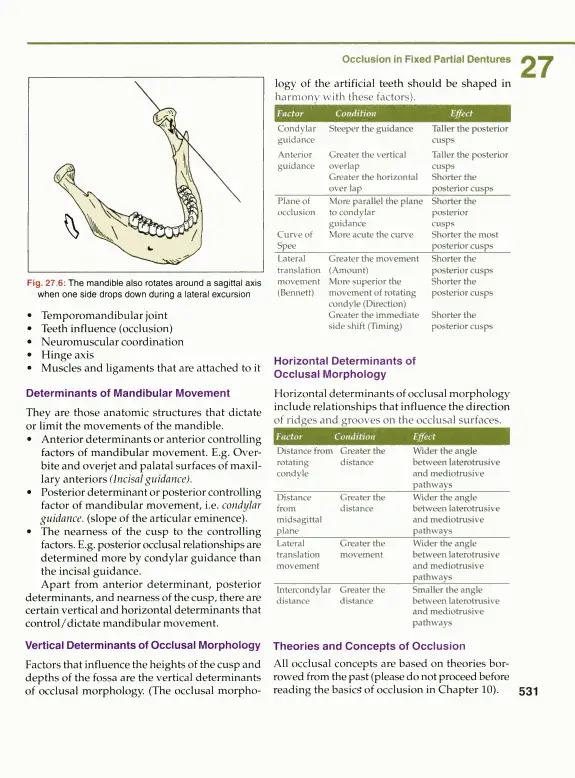 Occlusion in Fixed Partial Dentures 27
Fig. 27.6: The mandible also rotates around a sagittal axis
when one side drops down during a lateral excursion
• Temporomandibular joint
• Teeth influence (occlusion)
• Neuromuscular coordination
• Hinge axis
• Muscles and ligaments that are attached to it
Determinants of Mandibular Movement
They are those anatomic structures that dictate
or limit the movements of the mandible.
• Anterior determinants or anterior controlling
factors of mandibular movement. E.g. Over-
bite and overjet and palatal surfaces of maxil-
lary anteriors (Incisal guidance).
• Posterior determinant or posterior controlling
factor of mandibular movement, i.e. condylar
guidance. (slope of the articular eminence).
• The nearness of the cusp to the controlling
factors. E.g. posterior occlusal relationships are
determined more by condylar guidance than
the incisal guidance.
Apart from anterior determinant, posterior
determinants, and nearness of the cusp, there are
certain vertical and horizontal determinants that
control/dictate mandibular movement.
Vertical Determinants of Occlusal Morphology
Factors that influence the heights of the cusp and
depths of the fossa are the vertical determinants
of occlusal morphology. (The occlusal morpho-
logy of the artificial teeth should be shaped in
harmony with these factors).
Factor Condition Effect
Condylar Steeper the guidance Taller the posterior
guidance cusps
Anterior Greater the vertical Taller the posterior
guidance overlap cusps
Greater the horizontal Shorter the
over lap posterior cusps
Plane of More parallel the plane Shorter the
occlusion to condylar posterior
guidance cusps
Curve of More acute the curve Shorter the most
Spee posterior cusps
Lateral Greater the movement Shorter the
translation (Amount) posterior cusps
movement More superior the Shorter the
(Bennett) movement of rotating posterior cusps
condyle (Direction)
Greater the immediate Shorter the
side shift (Timing) posterior cusps
Horizontal Determinants of
Occlusal Morphology
Horizontal determinants of occlusal morphology
include relationships that influence the direction
of ridges and grooves on the occlusal surfaces.
Factor Condition Effect
Distance from Greater the Wider the angle
rotating distance between laterotrusive
condyle and mediotrusive
pathways
Distance Greater the Wider the angle
from distance between laterotrusive
midsagittal and mediotrusive
plane pathways
Lateral Greater the Wider the angle
translation movement between laterotrusive
movement and mediotrusive
pathways
Intercondylar Greater the Smaller the angle
distance distance between laterotrusive
and mediotrusive
pathways
Theories and Concepts of Occlusion
All occlusal concepts are based on theories bor-
rowed from the past (please do not proceed before
reading the basics of occlusion in Chapter 10).
531